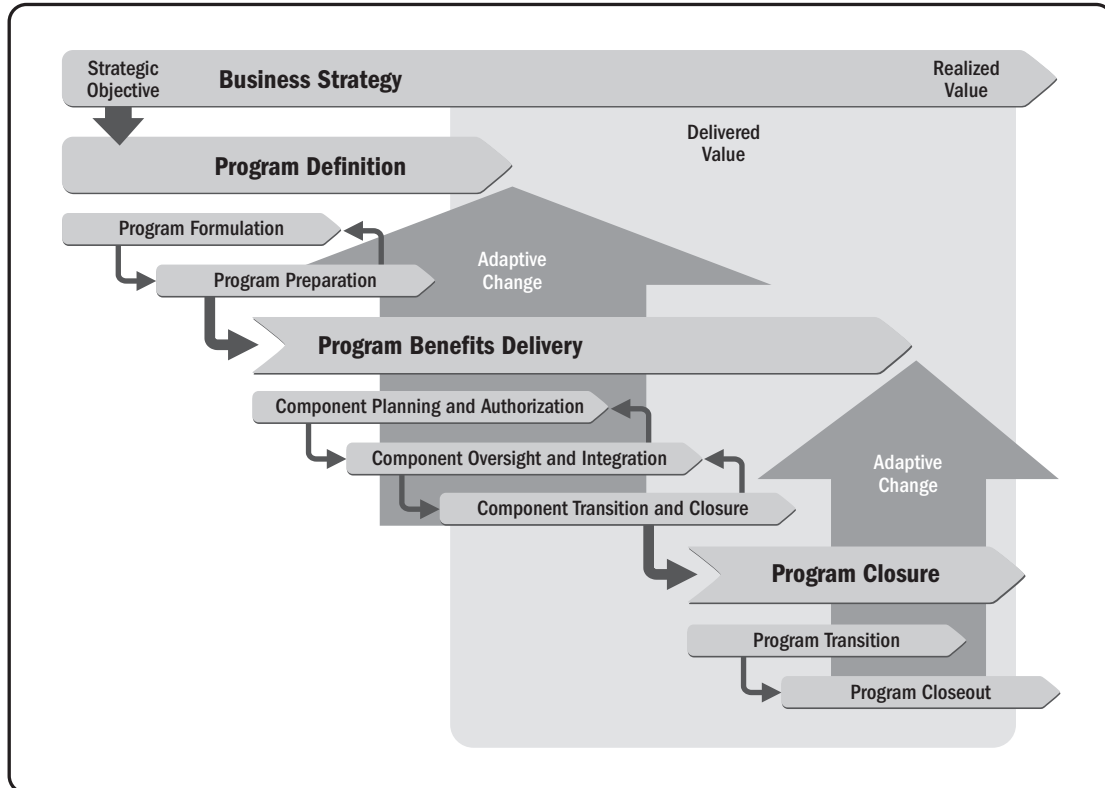 Strategic
Objective
Business Strategy
Realized
Value
Delivered
Value
Program Definition
Program Formulation
Adaptive
Change
Program Preparation
Program Benefits Delivery
Component Planning and Authorization
Component Oversight and Integration
Adaptive
Change
Component Transition and Closure
Program Closure
Program Transition
Program Closeout